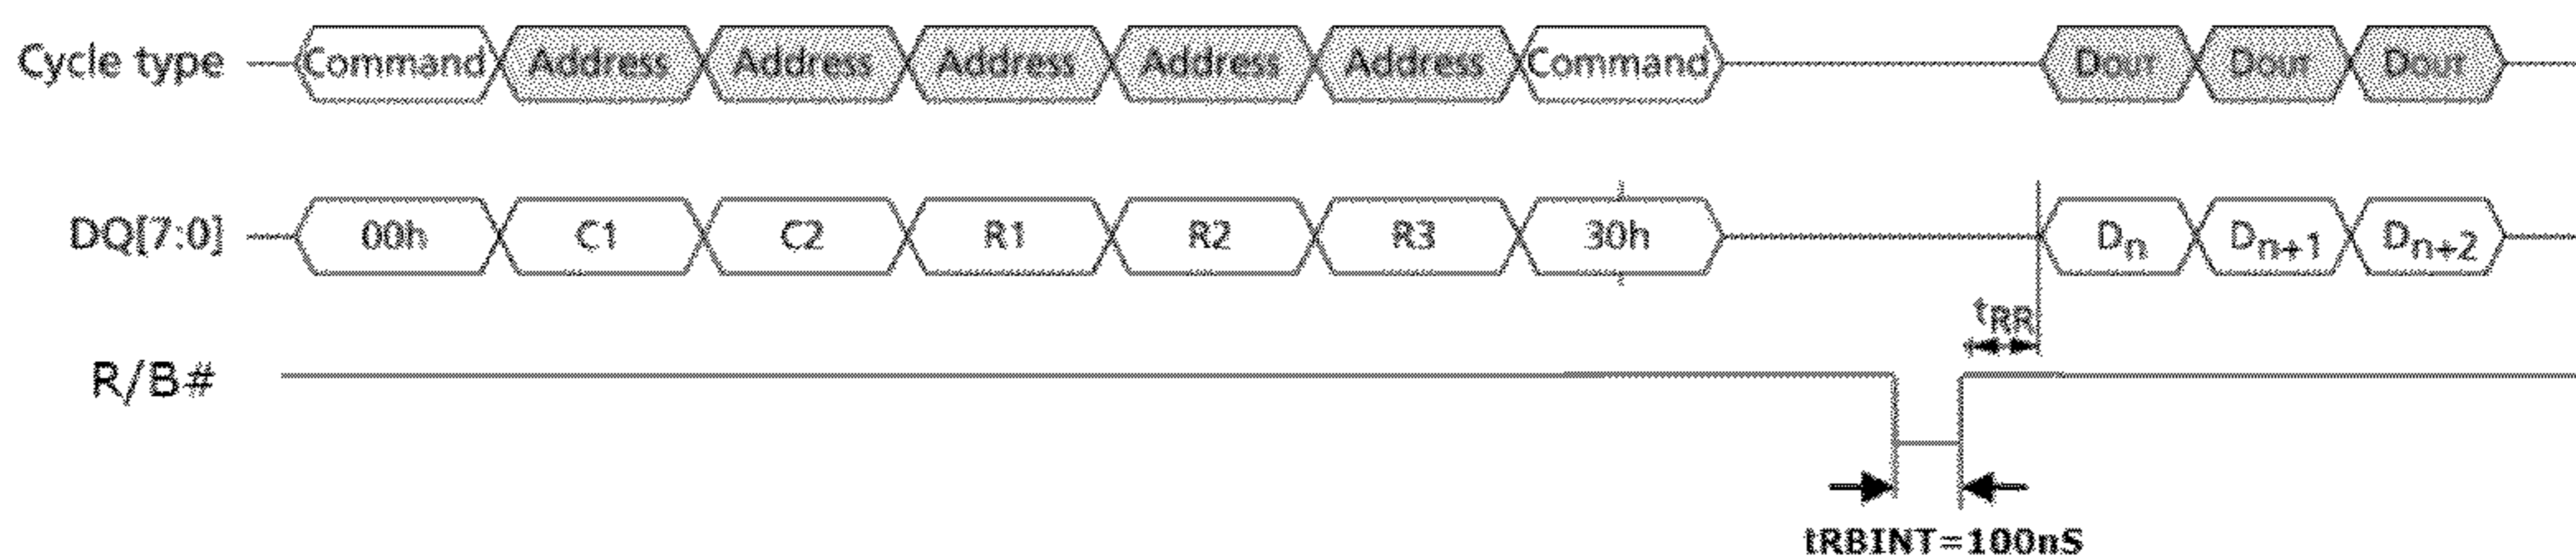 Cycle type Command Address Address Address Address Address Command Dout Dout Dout
DQ[7:0] 00h C1 C2 R1 R2 R3 30h Dn Dn+1 Dn+2
tRR
R/B#
tRBINT=100nS